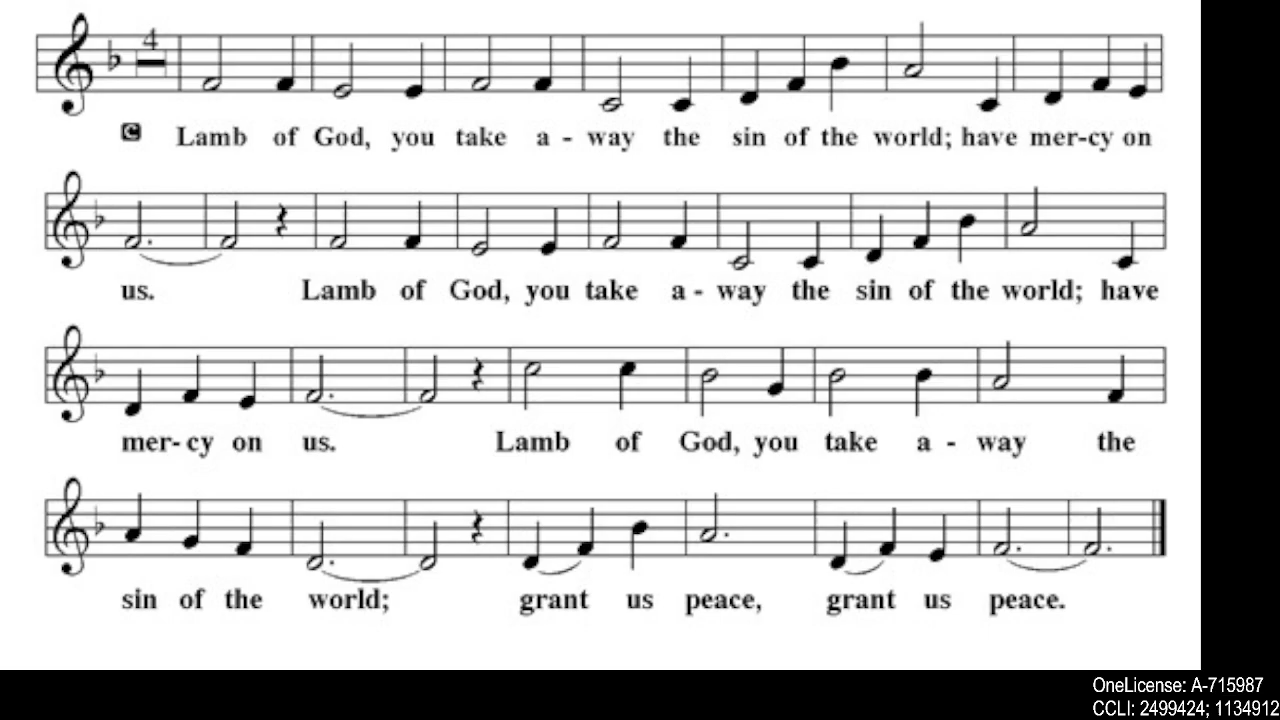 4
C Lamb of God, you take a - way the sin of the world; have mer-cy on
us. Lamb of God, you take a - way the sin of the world; have
mer- cy on us. Lamb of God, you take a - way the
sin of the world; grant us peace, grant us peace.
OneLicense: A-715987
CCLI: 2499424; 1134912